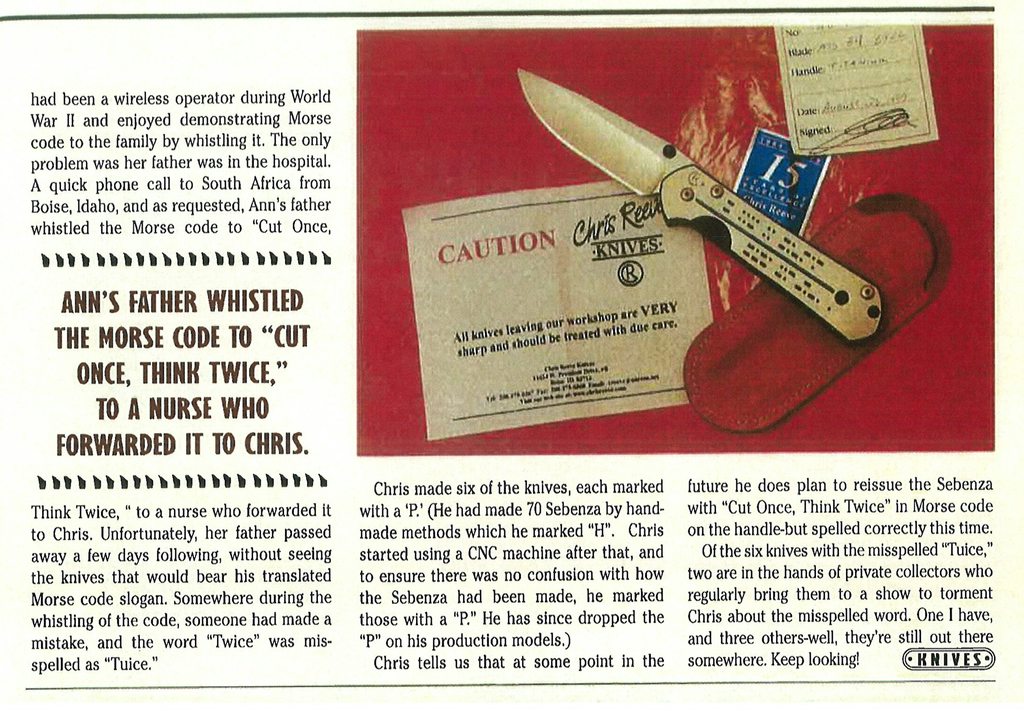 had been a wireless operator during World
War II and enjoyed demonstrating Morse
code to the family by whistling it. The only
problem was her father was in the hospital.
A quick phone call to South Africa from
Boise, Idaho, and as requested, Ann's father
whistled the Morse code to "Cut Once,
ANN'S FATHER WHISTLED
THE MORSE CODE TO "CUT
ONCE, THINK TWICE,"
TO A NURSE WHO
FORWARDED IT TO CHRIS.
Think Twice, " to a nurse who forwarded it
to Chris. Unfortunately, her father passed
away a few days following, without seeing
the knives that would bear his translated
Morse code slogan. Somewhere during the
whistling of the code, someone had made a
mistake, and the word "Twice" was mis-
spelled as "Tuice."
No:
Blade:
Handle: TITANIUM
Date: August
Signed:
15
Chris Reeve
CAUTION
Chris Reeve
KNIVES
®
All knives leaving our workshop are VERY
sharp and should be treated with due care.
Chris Reeve Knives
Chris made six of the knives, each marked
with a 'P.' (He had made 70 Sebenza by hand-
made methods which he marked "H". Chris
started using a CNC machine after that, and
to ensure there was no confusion with how
the Sebenza had been made, he marked
those with a "P." He has since dropped the
"P" on his production models.)
Chris tells us that at some point in the
future he does plan to reissue the Sebenza
with "Cut Once, Think Twice" in Morse code
on the handle-but spelled correctly this time.
Of the six knives with the misspelled "Tuice,"
two are in the hands of private collectors who
regularly bring them to a show to torment
Chris about the misspelled word. One I have,
and three others-well, they're still out there
somewhere. Keep looking!
•KNIVES•